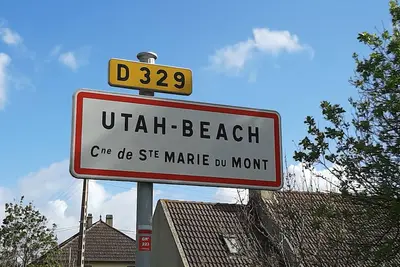 D 329
UTAH-BEACH
Cne de STE MARIE DU MONT